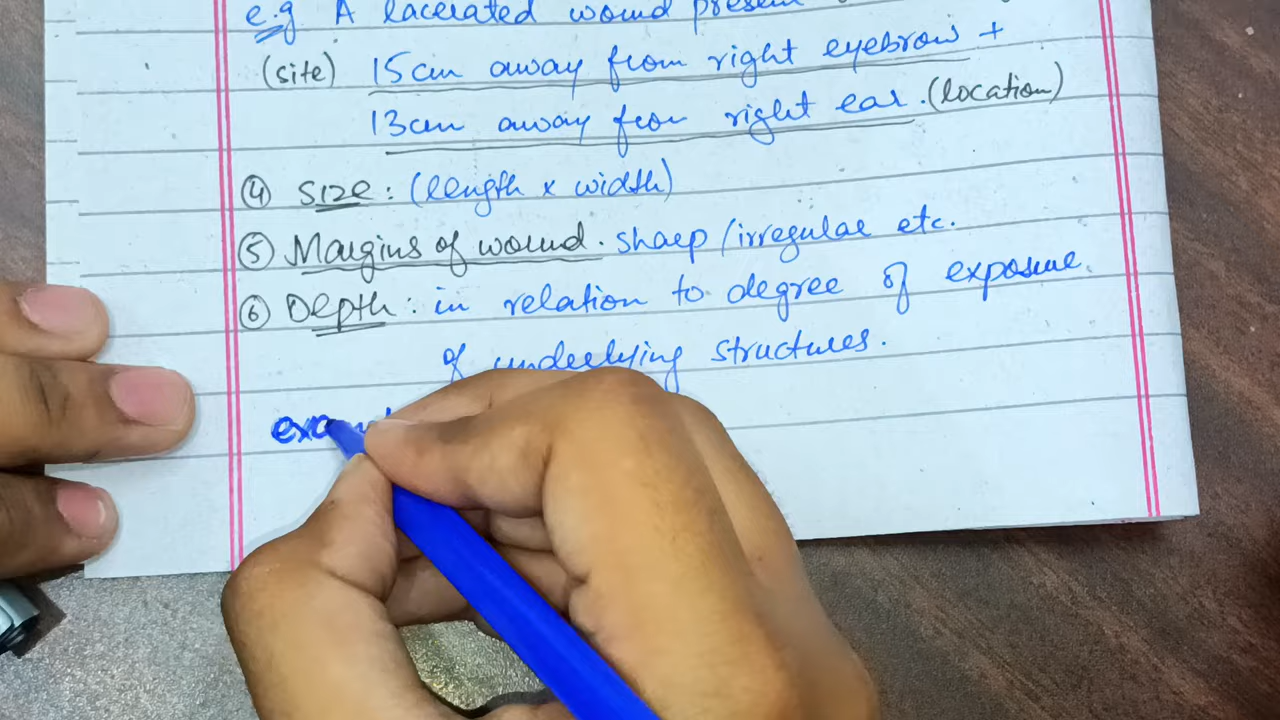 e.g A lacerated wound present
(site) 15cm away from right eyebrow +
13cm away from right ear. (location)
④ SIZE: (length x width)
⑤ Margins of wound. sharp/irregular etc.
⑥ Depth: in relation to degree of exposure.
of underlying structures.